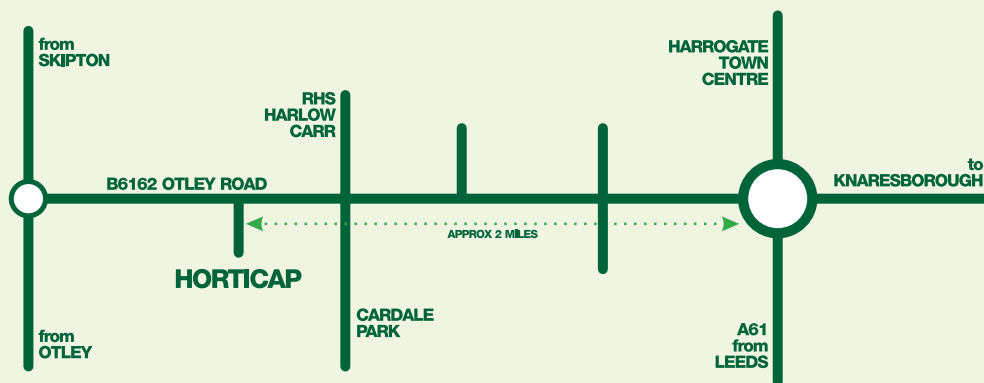 from
SKIPTON
HARROGATE
TOWN
CENTRE
RHS
HARLOW
CARR
B6162 OTLEY ROAD
to
KNARESBOROUGH
APPROX 2 MILES
HORTICAP
CARDALE
PARK
from
OTLEY
A61
from
LEEDS